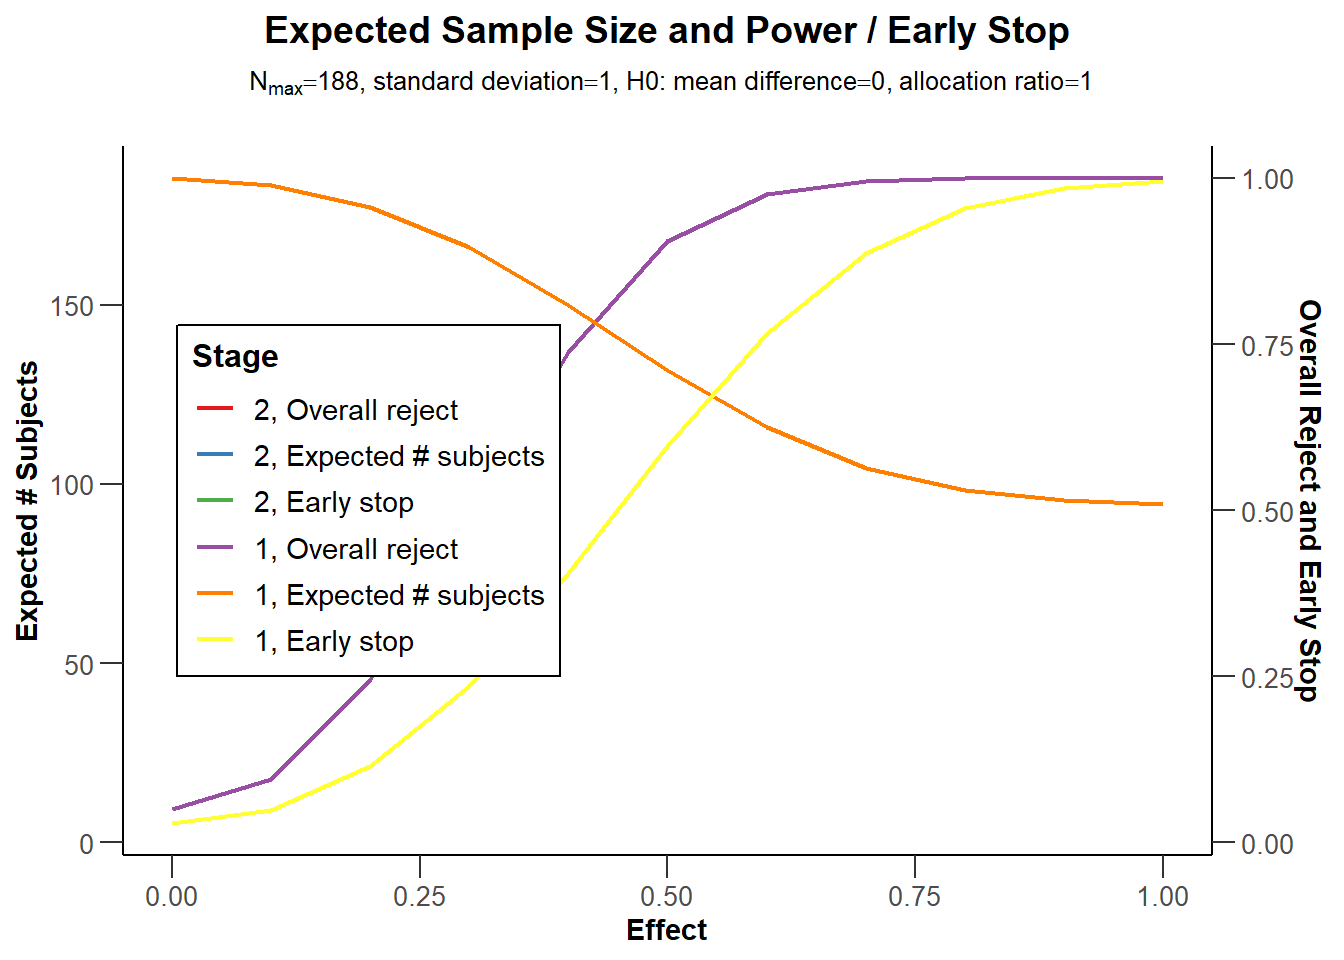 Expected Sample Size and Power / Early Stop
Nmax=188, standard deviation=1, H0: mean difference=0, allocation ratio=1
Expected # Subjects
150
100
50
0
Stage
2, Overall reject
2, Expected # subjects
2, Early stop
1, Overall reject
1, Expected # subjects
1, Early stop
1.00
0.75
0.50
0.25
0.00
Overall Reject and Early Stop
0.00 0.25 0.50 0.75 1.00
Effect